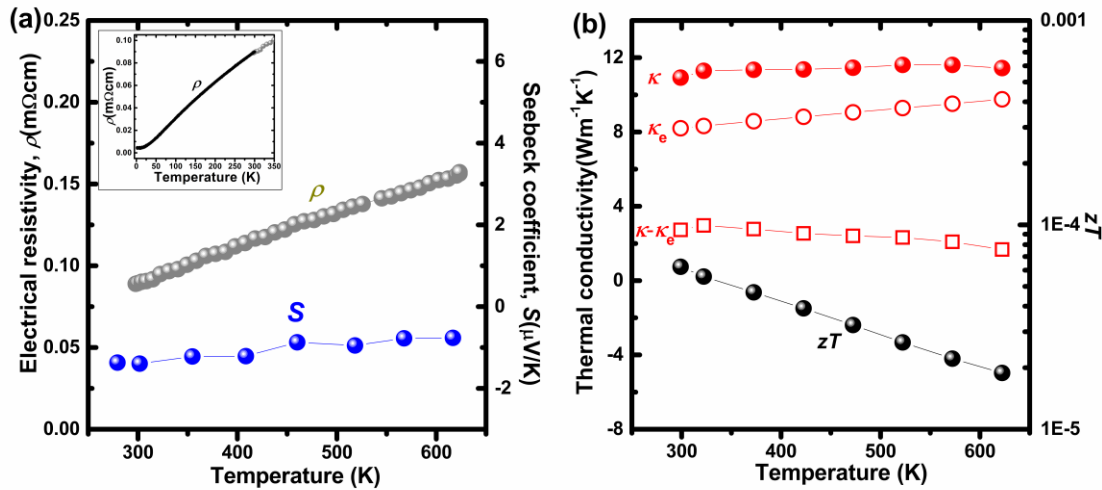 (a)
0.25
0.20
0.15
0.10
0.05
0.00
Electrical resistivity, ρ(mΩcm)
300
400
500
600
Temperature (K)
6
4
2
0
-2
Seebeck coefficient, S(μV/K)
ρ
S
0.10
0.08
0.06
0.04
0.02
0.00
ρ(mΩcm)
ρ
0 50 100 150 200 250 300 350
Temperature (K)
(b)
12
8
4
0
-4
-8
Thermal conductivity(Wm⁻¹K⁻¹)
κ
κe
κ-κe
zT
300
400
500
600
Temperature (K)
0.001
1E-4
1E-5
zT